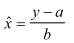 x̂ = (y − a) / b